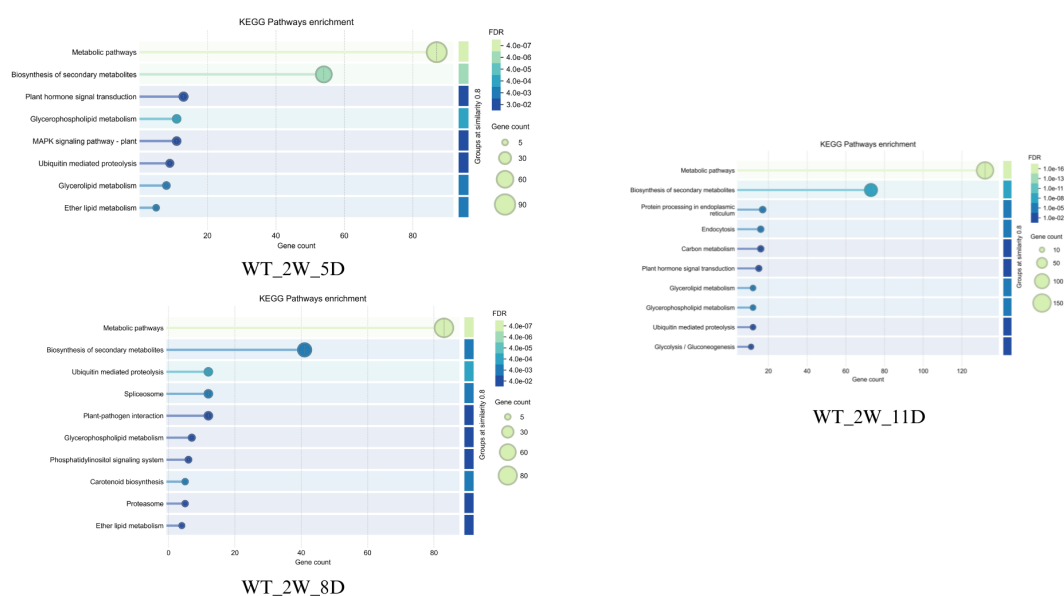 KEGG Pathways enrichment
Metabolic pathways
Biosynthesis of secondary metabolites
Plant hormone signal transduction
Glycerophospholipid metabolism
MAPK signaling pathway - plant
Ubiquitin mediated proteolysis
Glycerolipid metabolism
Ether lipid metabolism
20 40 60 80
Gene count
Groups at similarity 0.8
FDR
4.0e-07
4.0e-06
4.0e-05
4.0e-04
4.0e-03
3.0e-02
Gene count
5
30
60
90
WT_2W_5D
KEGG Pathways enrichment
Metabolic pathways
Biosynthesis of secondary metabolites
Ubiquitin mediated proteolysis
Spliceosome
Plant-pathogen interaction
Glycerophospholipid metabolism
Phosphatidylinositol signaling system
Carotenoid biosynthesis
Proteasome
Ether lipid metabolism
0 20 40 60 80
Gene count
Groups at similarity 0.8
FDR
4.0e-07
4.0e-06
4.0e-05
4.0e-04
4.0e-03
4.0e-02
Gene count
5
30
60
80
WT_2W_8D
KEGG Pathways enrichment
Metabolic pathways
Biosynthesis of secondary metabolites
Protein processing in endoplasmic
reticulum
Endocytosis
Carbon metabolism
Plant hormone signal transduction
Glycerolipid metabolism
Glycerophospholipid metabolism
Ubiquitin mediated proteolysis
Glycolysis / Gluconeogenesis
20 40 60 80 100 120
Gene count
Groups at similarity 0.8
FDR
1.0e-16
1.0e-13
1.0e-11
1.0e-08
1.0e-05
1.0e-02
Gene count
10
50
100
150
WT_2W_11D